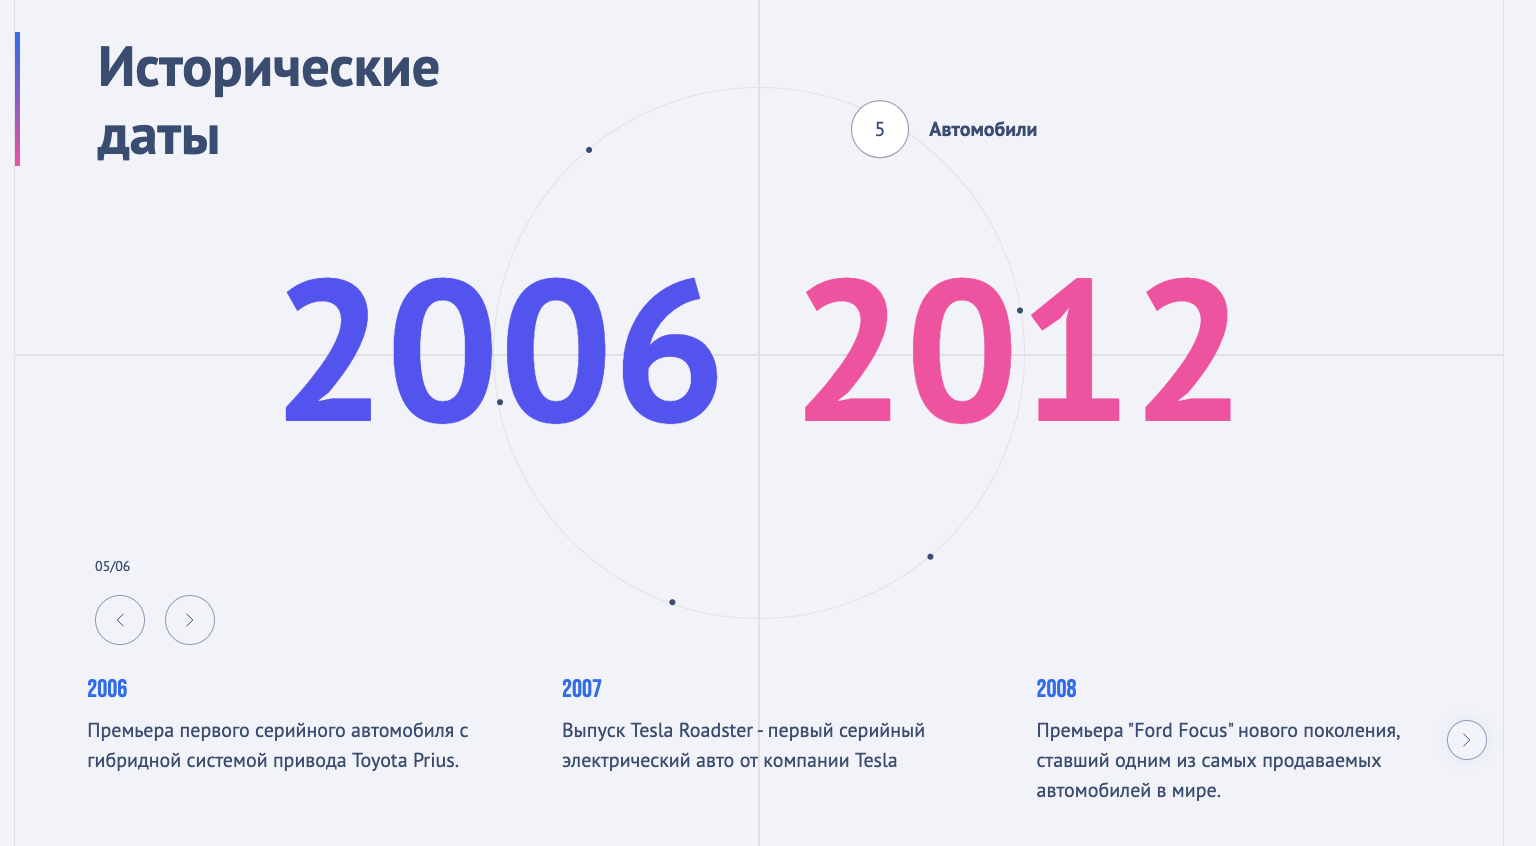 Исторические
даты
5
Автомобили
2006 2012
05/06
2006
Премьера первого серийного автомобиля с
гибридной системой привода Toyota Prius.
2007
Выпуск Tesla Roadster - первый серийный
электрический авто от компании Tesla
2008
Премьера "Ford Focus" нового поколения,
ставший одним из самых продаваемых
автомобилей в мире.